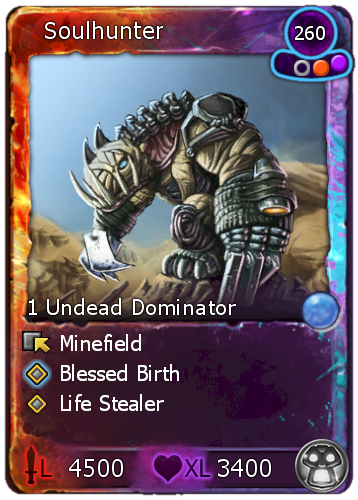 Soulhunter
260
1 Undead Dominator
Minefield
Blessed Birth
Life Stealer
L 4500 XL 3400